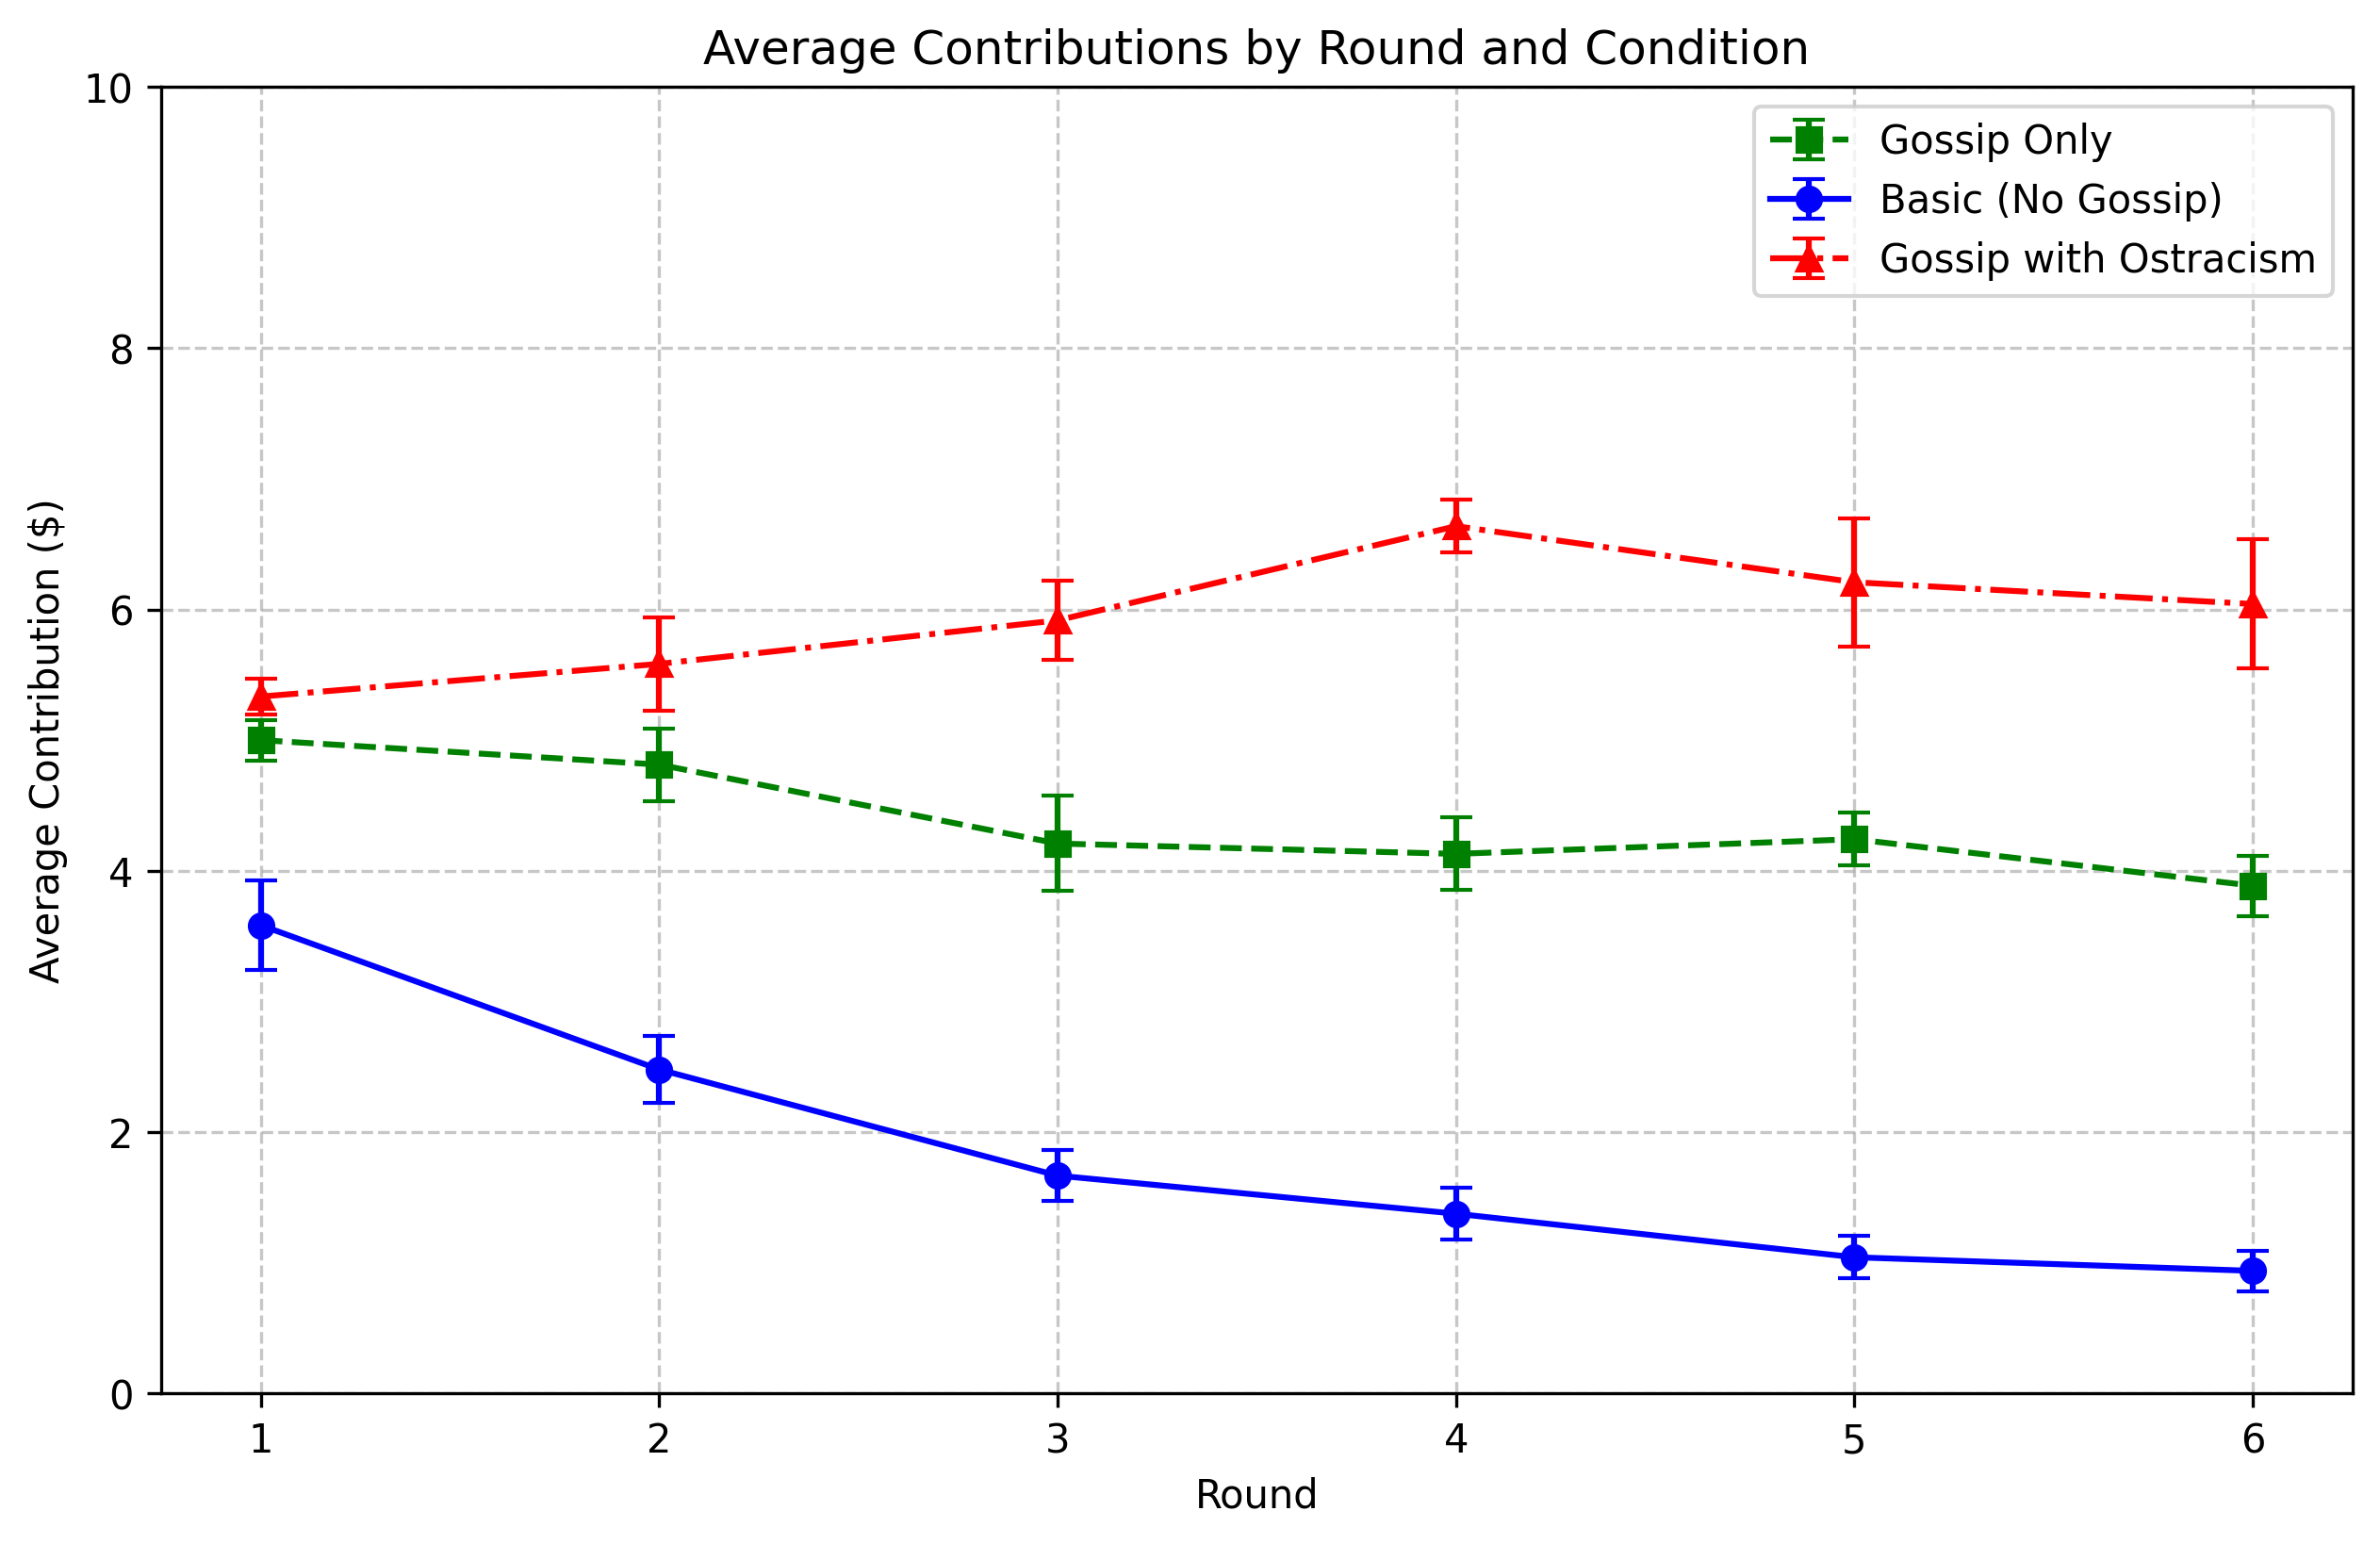 Average Contributions by Round and Condition
10
8
6
4
2
0
Average Contribution ($)
Gossip Only
Basic (No Gossip)
Gossip with Ostracism
1 2 3 4 5 6
Round